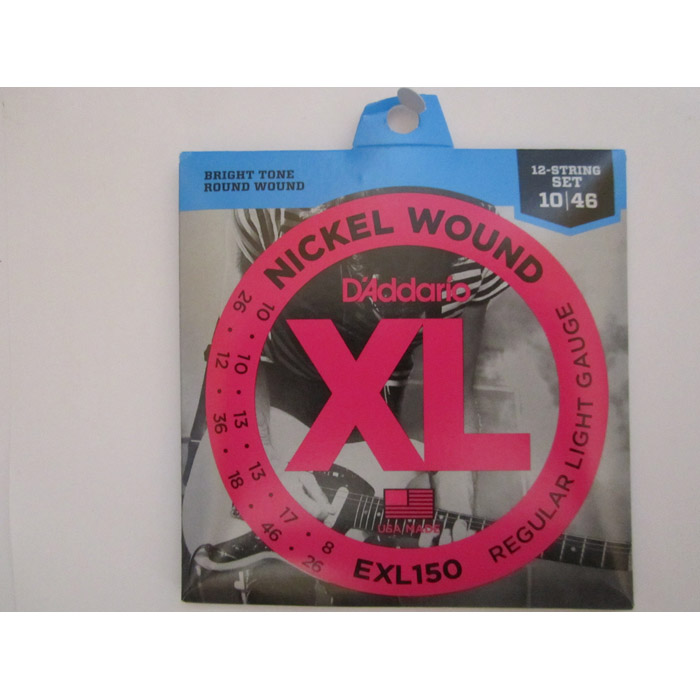 BRIGHT TONE
ROUND WOUND
12-STRING
SET
10|46
NICKEL WOUND
D'Addario
XL
USA MADE
EXL150
REGULAR LIGHT GAUGE
10 • 10 • 13 • 13 • 17 • 8
26 • 12 • 36 • 18 • 46 • 26